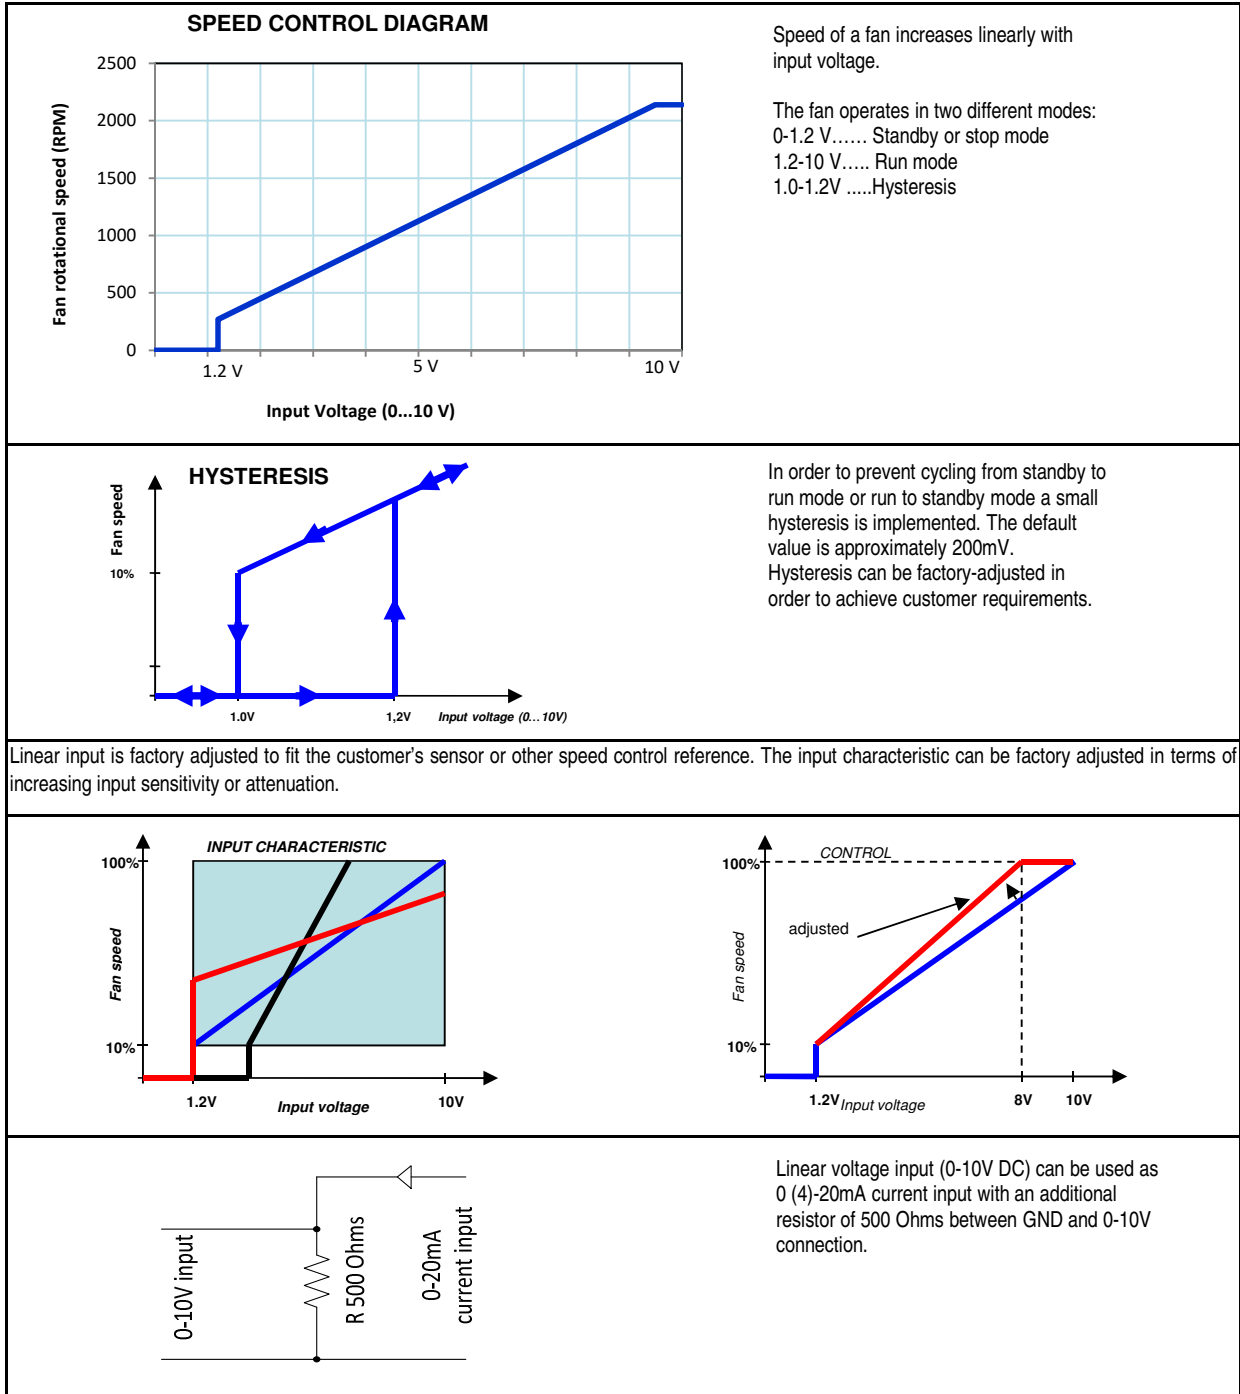 SPEED CONTROL DIAGRAM
2500
2000
1500
1000
500
0
Fan rotational speed (RPM)
1.2 V
5 V
10 V
Input Voltage (0...10 V)
Speed of a fan increases linearly with
input voltage.
The fan operates in two different modes:
0-1.2 V...... Standby or stop mode
1.2-10 V..... Run mode
1.0-1.2V .....Hysteresis
HYSTERESIS
Fan speed
10%
1.0V
1,2V
Input voltage (0...10V)
In order to prevent cycling from standby to
run mode or run to standby mode a small
hysteresis is implemented. The default
value is approximately 200mV.
Hysteresis can be factory-adjusted in
order to achieve customer requirements.
Linear input is factory adjusted to fit the customer's sensor or other speed control reference. The input characteristic can be factory adjusted in terms of
increasing input sensitivity or attenuation.
INPUT CHARACTERISTIC
100%
Fan speed
10%
1.2V
Input voltage
10V
CONTROL
100%
adjusted
Fan speed
10%
1.2V
Input voltage
8V
10V
0-10V input
R 500 Ohms
0-20mA
current input
Linear voltage input (0-10V DC) can be used as
0 (4)-20mA current input with an additional
resistor of 500 Ohms between GND and 0-10V
connection.